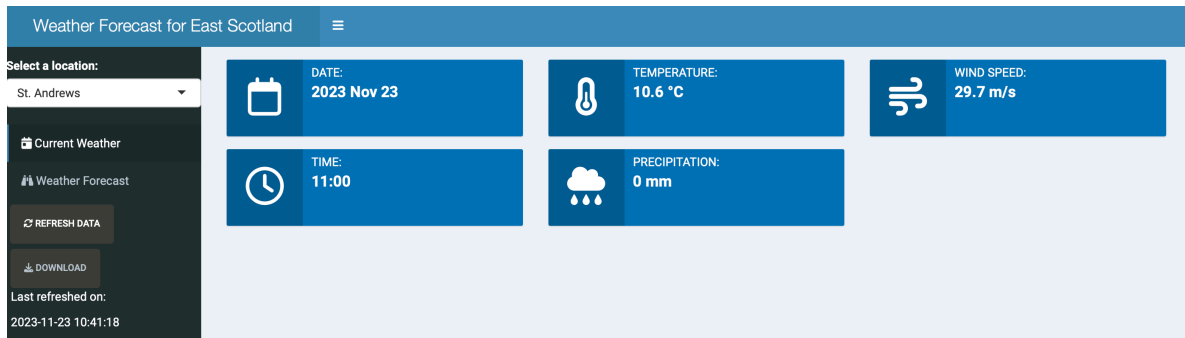 Weather Forecast for East Scotland
Select a location:
St. Andrews
Current Weather
Weather Forecast
REFRESH DATA
DOWNLOAD
Last refreshed on:
2023-11-23 10:41:18
DATE:
2023 Nov 23
TEMPERATURE:
10.6 °C
WIND SPEED:
29.7 m/s
TIME:
11:00
PRECIPITATION:
0 mm